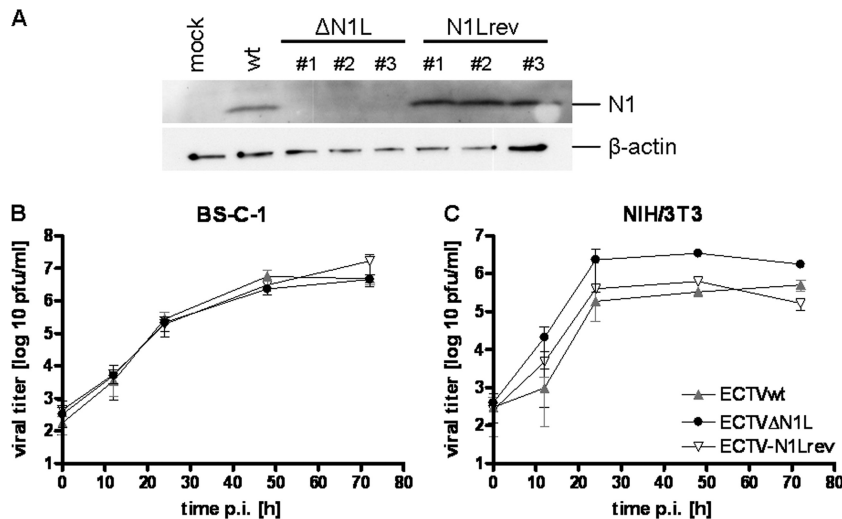 A
mock
wt
ΔN1L
N1Lrev
#1 #2 #3 #1 #2 #3
N1
β-actin
B
BS-C-1
viral titer [log 10 pfu/ml]
8
7
6
5
4
3
2
1
0 10 20 30 40 50 60 70 80
time p.i. [h]
C
NIH/3T3
viral titer [log 10 pfu/ml]
7
6
5
4
3
2
1
0 10 20 30 40 50 60 70 80
time p.i. [h]
ECTVwt
ECTVΔN1L
ECTV-N1Lrev